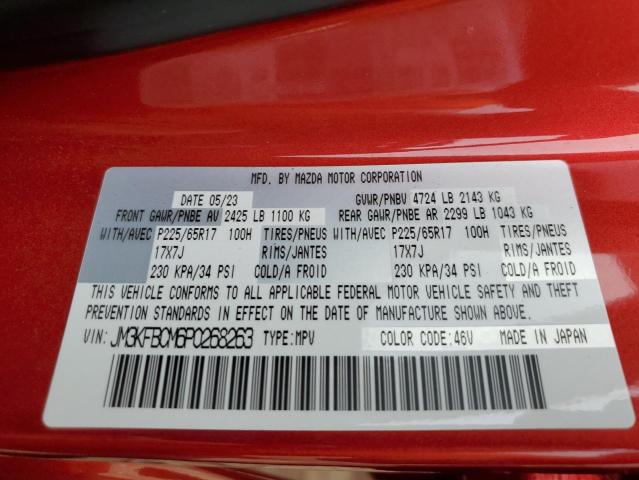 MFD. BY MAZDA MOTOR CORPORATION
DATE 05/23 GVWR/PNBV 4724 LB 2143 KG
FRONT GAWR/PNBE AV 2425 LB 1100 KG REAR GAWR/PNBE AR 2299 LB 1043 KG
WITH/AVEC P225/65R17 100H TIRES/PNEUS WITH/AVEC P225/65R17 100H TIRES/PNEUS
17X7J RIMS/JANTES 17X7J RIMS/JANTES
230 KPA/34 PSI COLD/A FROID 230 KPA/34 PSI COLD/A FROID
THIS VEHICLE CONFORMS TO ALL APPLICABLE FEDERAL MOTOR VEHICLE SAFETY AND THEFT
PREVENTION STANDARDS IN EFFECT ON THE DATE OF MANUFACTURE SHOWN ABOVE.
VIN: JM3KFBCM6P0268263 TYPE: MPV COLOR CODE: 46V MADE IN JAPAN